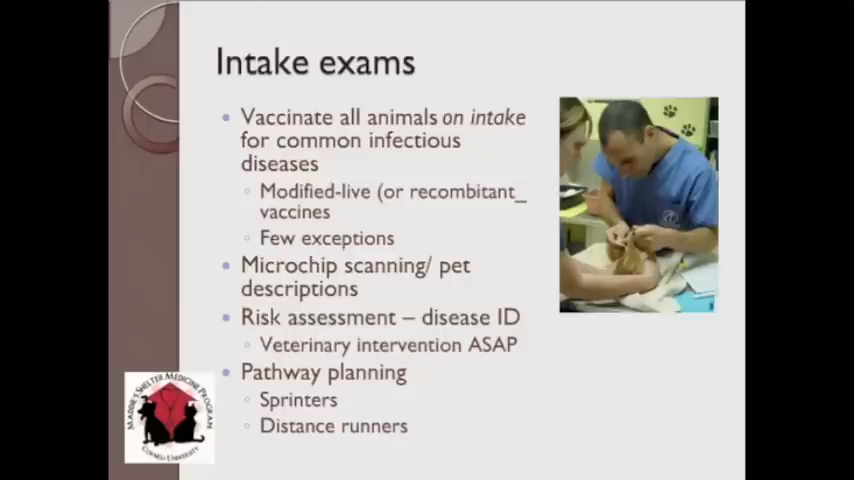 Intake exams
Vaccinate all animals on intake
for common infectious
diseases
Modified-live (or recombitant_
vaccines
Few exceptions
Microchip scanning/ pet
descriptions
Risk assessment – disease ID
Veterinary intervention ASAP
Pathway planning
Sprinters
Distance runners
MADDIE'S SHELTER MEDICINE PROGRAM
CORNELL UNIVERSITY